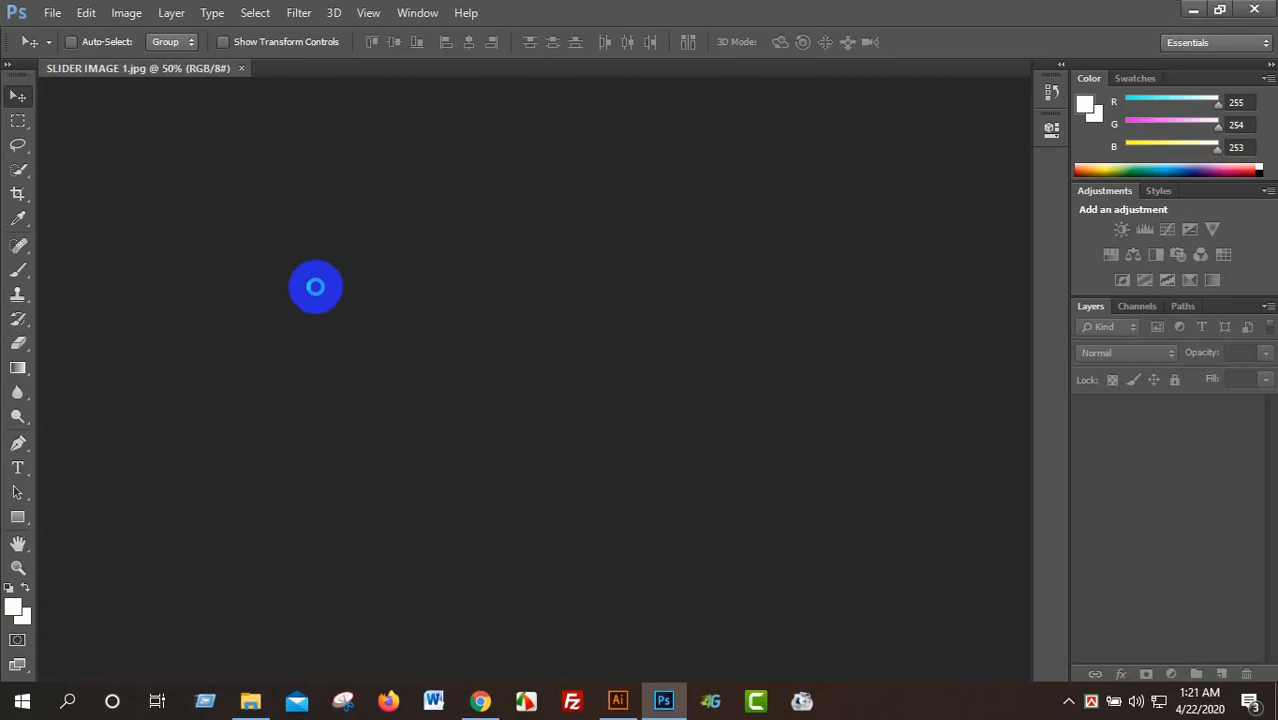 Ps File Edit Image Layer Type Select Filter 3D View Window Help
Auto-Select: Group Show Transform Controls 3D Mode: Essentials
SLIDER IMAGE 1.jpg @ 50% (RGB/8#) ×
Color Swatches
R 255
G 254
B 253
Adjustments Styles
Add an adjustment
Layers Channels Paths
Kind
Normal Opacity:
Lock: Fill:
1:21 AM
4/22/2020
3